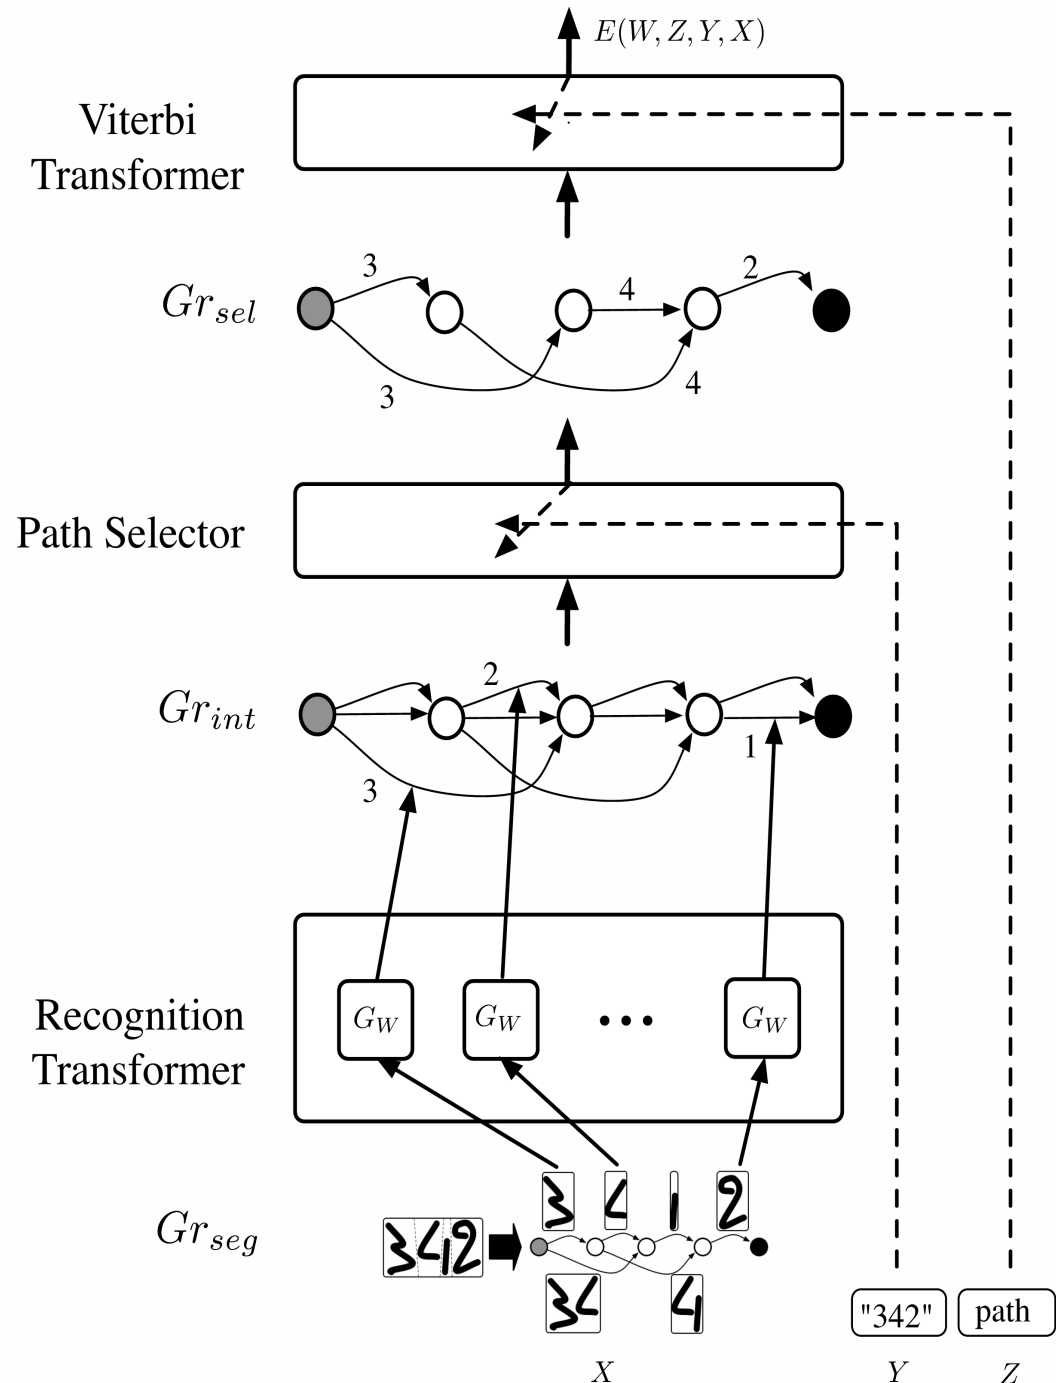 E(W, Z, Y, X)
Viterbi
Transformer
3
4
2
Gr_sel
3
4
Path Selector
2
Gr_int
1
3
G_W
G_W
...
G_W
Recognition
Transformer
3
4
1
2
Gr_seg
3412
34
4
"342"
path
X
Y
Z